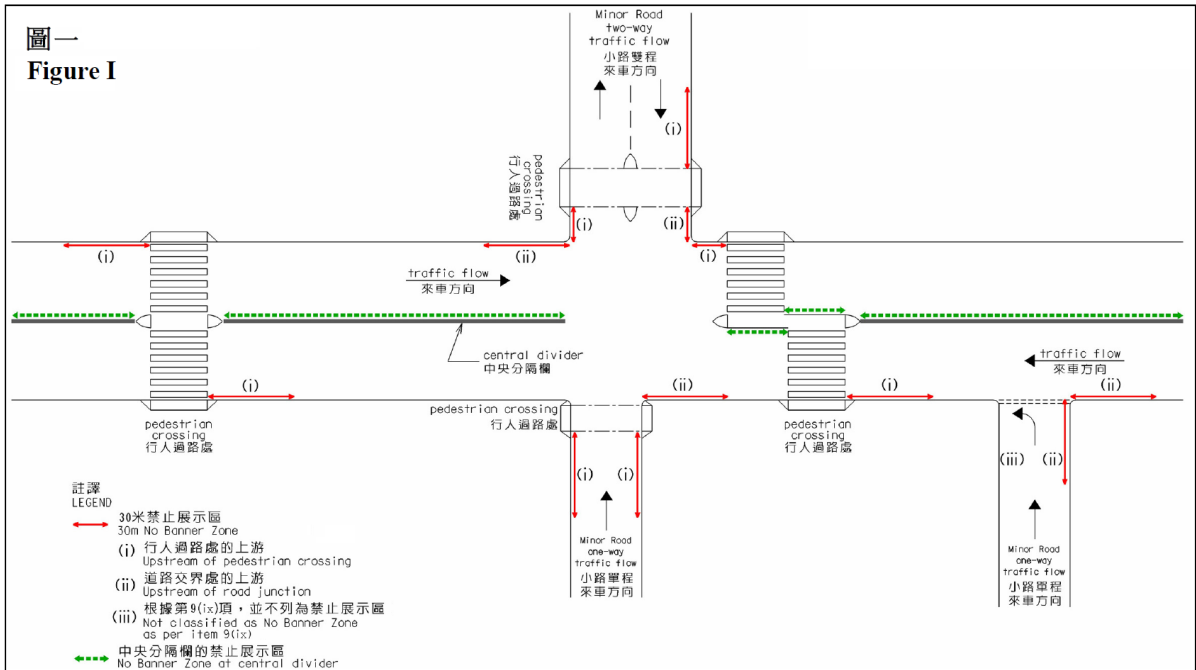 圖一
Figure I
Minor Road
two-way
traffic flow
小路雙程
來車方向
(i)
pedestrian
crossing
行人過路處
(i)
(ii)
(i)
(ii)
(i)
traffic flow
來車方向
central divider
中央分隔欄
traffic flow
來車方向
(i)
(ii)
(i)
(ii)
pedestrian crossing
行人過路處
pedestrian
crossing
行人過路處
pedestrian
crossing
行人過路處
(i)
(i)
(iii)
(ii)
Minor Road
one-way
traffic flow
小路單程
來車方向
Minor Road
one-way
traffic flow
小路單程
來車方向
註譯
LEGEND
30米禁止展示區
30m No Banner Zone
(i) 行人過路處的上游
Upstream of pedestrian crossing
(ii) 道路交界處的上游
Upstream of road junction
(iii) 根據第9(ix)項,並不列為禁止展示區
Not classified as No Banner Zone
as per item 9(ix)
中央分隔欄的禁止展示區
No Banner Zone at central divider